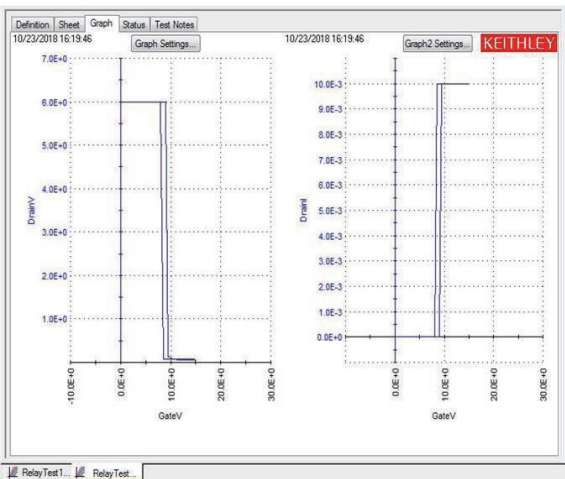 Definition Sheet Graph Status Test Notes
10/23/2018 16:19:46
Graph Settings...
10/23/2018 16:19:46
Graph2 Settings...
KEITHLEY
7.0E+0
6.0E+0
5.0E+0
4.0E+0
3.0E+0
2.0E+0
1.0E+0
DrainV
-10.0E+0
0.0E+0
10.0E+0
20.0E+0
30.0E+0
GateV
10.0E-3
9.0E-3
8.0E-3
7.0E-3
6.0E-3
5.0E-3
4.0E-3
3.0E-3
2.0E-3
1.0E-3
0.0E+0
DrainI
0.0E+0
10.0E+0
20.0E+0
30.0E+0
GateV
RelayTest1... RelayTest...